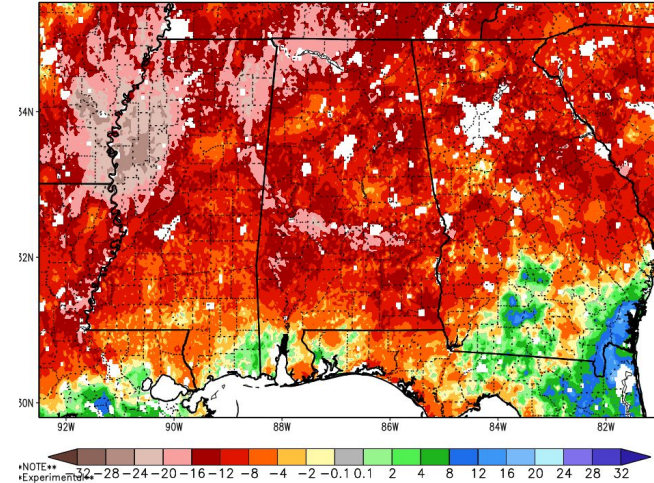 34N
32N
30N
92W 90W 88W 86W 84W 82W
-32 -28 -24 -20 -16 -12 -8 -4 -2 -0.1 0.1 2 4 8 12 16 20 24 28 32
*NOTE**
*Experimental**